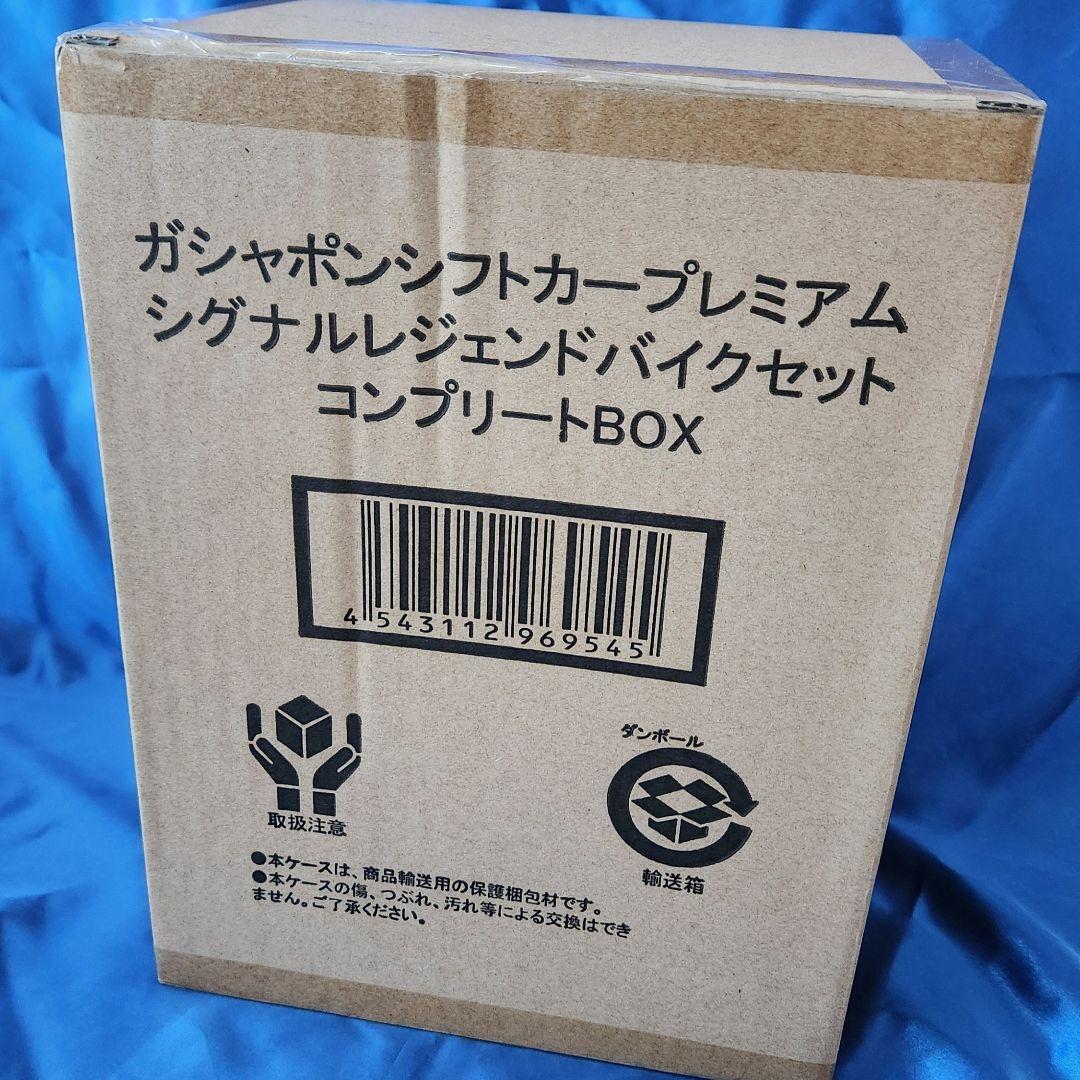 ガシャポンシフトカープレミアム
シグナルレジェンドバイクセット
コンプリートBOX
4 543112 969545
取扱注意
ダンボール
輸送箱
●本ケースは、商品輸送用の保護梱包材です。
●本ケースの傷、つぶれ、汚れ等による交換はでき
ません。ご了承ください。